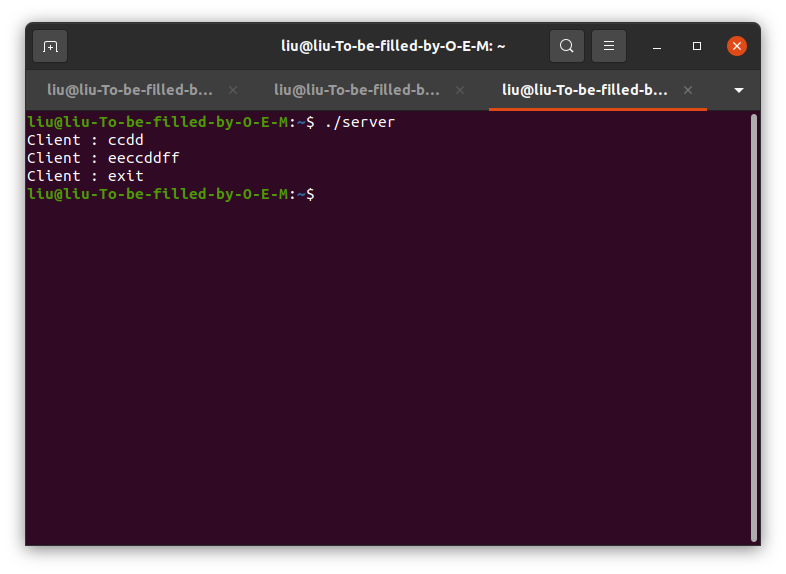 liu@liu-To-be-filled-by-O-E-M: ~
liu@liu-To-be-filled-b... liu@liu-To-be-filled-b... liu@liu-To-be-filled-b...
liu@liu-To-be-filled-by-O-E-M:~$ ./server
Client : ccdd
Client : eeccddff
Client : exit
liu@liu-To-be-filled-by-O-E-M:~$